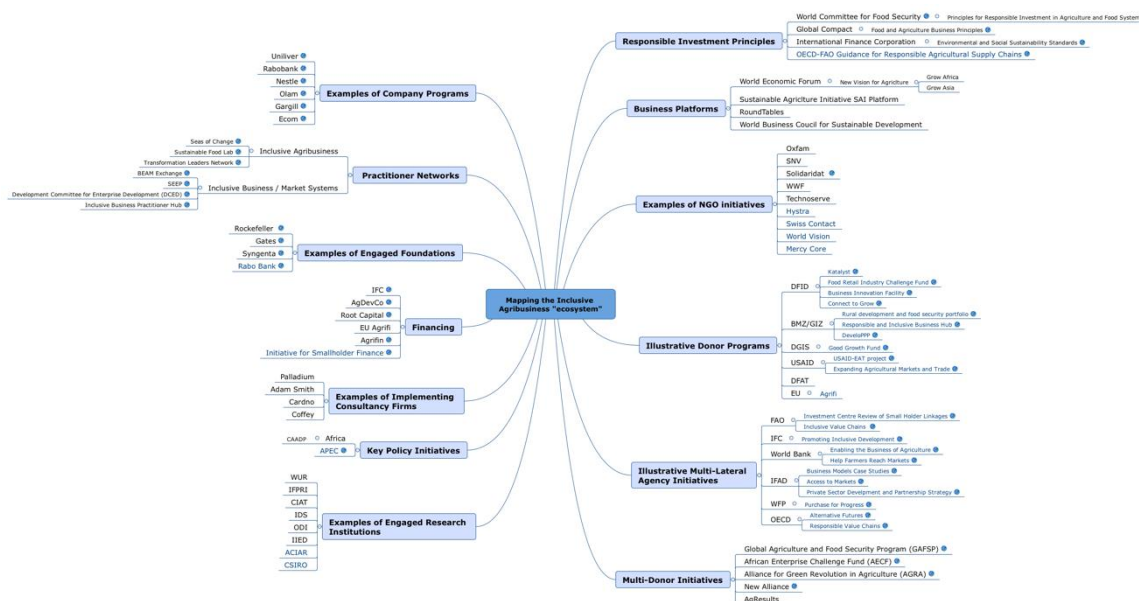 Mapping the Inclusive
Agribusiness "ecosystem"
Responsible Investment Principles
World Committee for Food Security
Principles for Responsible Investment in Agriculture and Food System
Global Compact
Food and Agriculture Business Principles
International Finance Corporation
Environmental and Social Sustainability Standards
OECD-FAO Guidance for Responsible Agricultural Supply Chains
Business Platforms
World Economic Forum
New Vision for Agriculture
Grow Africa
Grow Asia
Sustainable Agriclture Initiative SAI Platform
RoundTables
World Business Coucil for Sustainable Development
Examples of NGO initiatives
Oxfam
SNV
Solidaridat
WWF
Technoserve
Hystra
Swiss Contact
World Vision
Mercy Core
Illustrative Donor Programs
DFID
Katalyst
Food Retail Industry Challenge Fund
Business Innovation Facility
Connect to Grow
BMZ/GIZ
Rural development and food security portfolio
Responsible and Inclusive Business Hub
DevelePPP
DGIS
Good Growth Fund
USAID
USAID-EAT project
Expanding Agricultural Markets and Trade
DFAT
EU
Agrifi
Illustrative Multi-Lateral
Agency Initiatives
FAO
Investment Centre Review of Small Holder Linkages
Inclusive Value Chains
IFC
Promoting Inclusive Development
World Bank
Enabling the Business of Agriculture
Help Farmers Reach Markets
IFAD
Business Models Case Studies
Access to Markets
Private Sector Develpment and Partnership Strategy
WFP
Purchase for Progress
OECD
Alternative Futures
Responsible Value Chains
Multi-Donor Initiatives
Global Agriculture and Food Security Program (GAFSP)
African Enterprise Challenge Fund (AECF)
Alliance for Green Revolution in Agriculture (AGRA)
New Alliance
AgResults
Examples of Company Programs
Uniliver
Rabobank
Nestle
Olam
Gargill
Ecom
Practitioner Networks
Inclusive Agribusiness
Seas of Change
Sustainable Food Lab
Transformation Leaders Network
Inclusive Business / Market Systems
BEAM Exchange
SEEP
Development Committee for Enterprise Development (DCED)
Inclusive Business Practitioner Hub
Examples of Engaged Foundations
Rockefeller
Gates
Syngenta
Rabo Bank
Financing
IFC
AgDevCo
Root Capital
EU Agrifi
Agrifin
Initiative for Smallholder Finance
Examples of Implementing
Consultancy Firms
Palladium
Adam Smith
Cardno
Coffey
Key Policy Initiatives
Africa
CAADP
APEC
Examples of Engaged Research
Institutions
WUR
IFPRI
CIAT
IDS
ODI
IIED
ACIAR
CSIRO